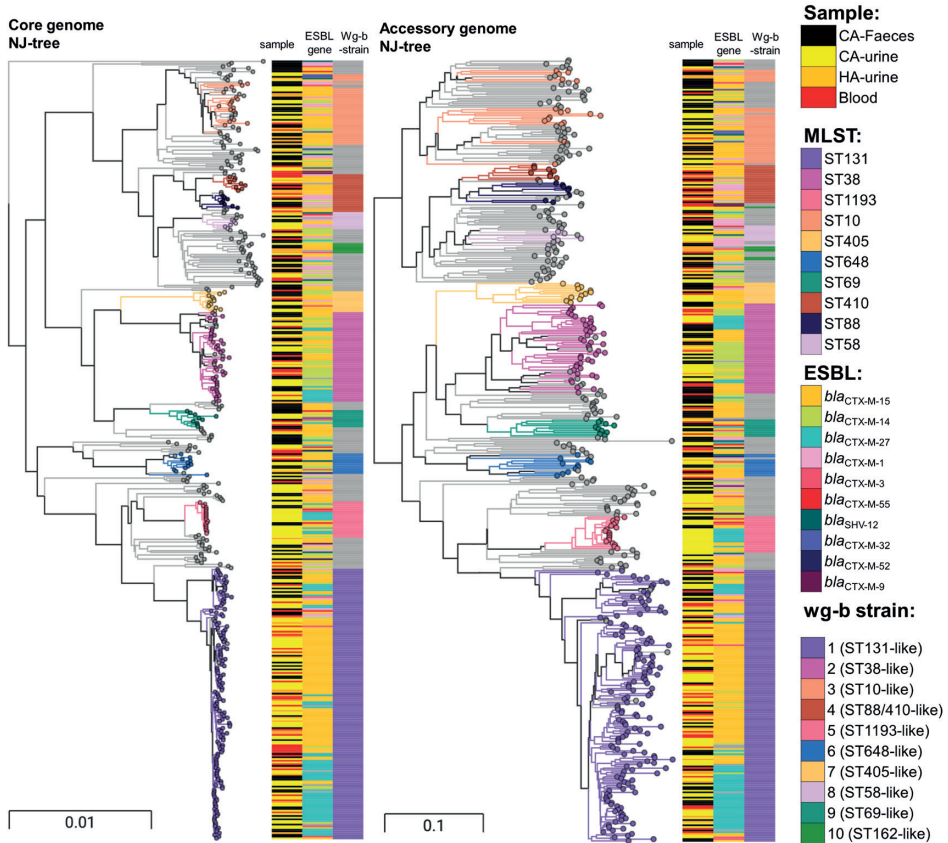 Core genome
NJ-tree
sample
ESBL
gene
Wg-b
-strain
Accessory genome
NJ-tree
sample
ESBL
gene
Wg-b
-strain
0.01
0.1
Sample:
CA-Faeces
CA-urine
HA-urine
Blood
MLST:
ST131
ST38
ST1193
ST10
ST405
ST648
ST69
ST410
ST88
ST58
ESBL:
blaCTX-M-15
blaCTX-M-14
blaCTX-M-27
blaCTX-M-1
blaCTX-M-3
blaCTX-M-55
blaSHV-12
blaCTX-M-32
blaCTX-M-52
blaCTX-M-9
wg-b strain:
1 (ST131-like)
2 (ST38-like)
3 (ST10-like)
4 (ST88/410-like)
5 (ST1193-like)
6 (ST648-like)
7 (ST405-like)
8 (ST58-like)
9 (ST69-like)
10 (ST162-like)